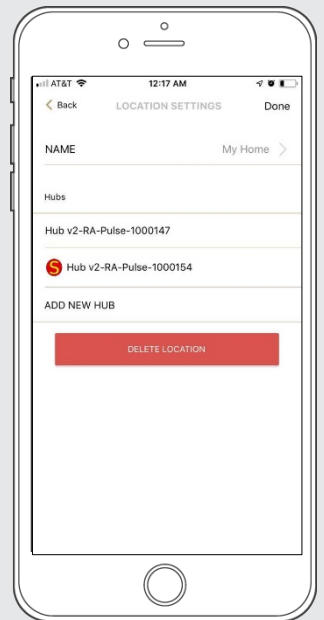 AT&T 12:17 AM
Back LOCATION SETTINGS Done
NAME My Home
Hubs
Hub v2-RA-Pulse-1000147
S Hub v2-RA-Pulse-1000154
ADD NEW HUB
DELETE LOCATION